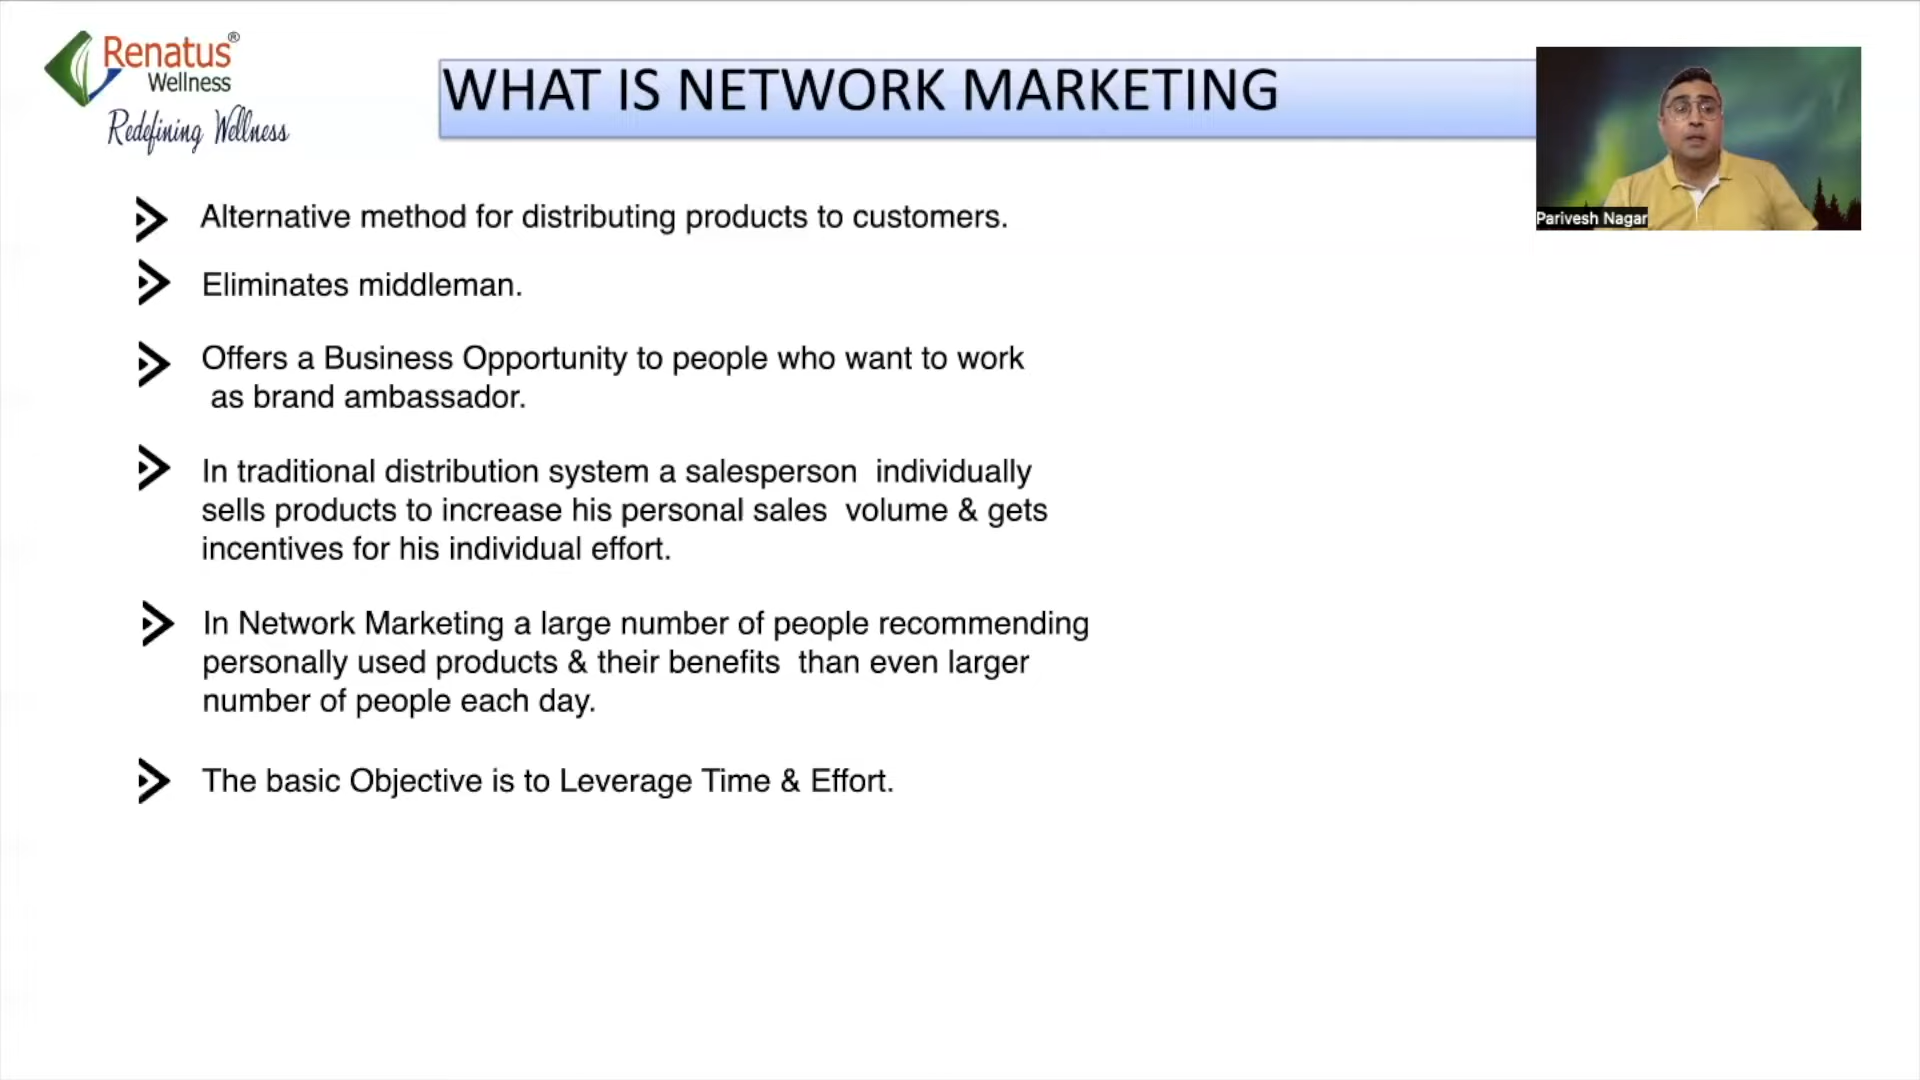 Renatus®
Wellness
Redefining Wellness
WHAT IS NETWORK MARKETING
Parivesh Nagar
Alternative method for distributing products to customers.
Eliminates middleman.
Offers a Business Opportunity to people who want to work
as brand ambassador.
In traditional distribution system a salesperson individually
sells products to increase his personal sales volume & gets
incentives for his individual effort.
In Network Marketing a large number of people recommending
personally used products & their benefits than even larger
number of people each day.
The basic Objective is to Leverage Time & Effort.